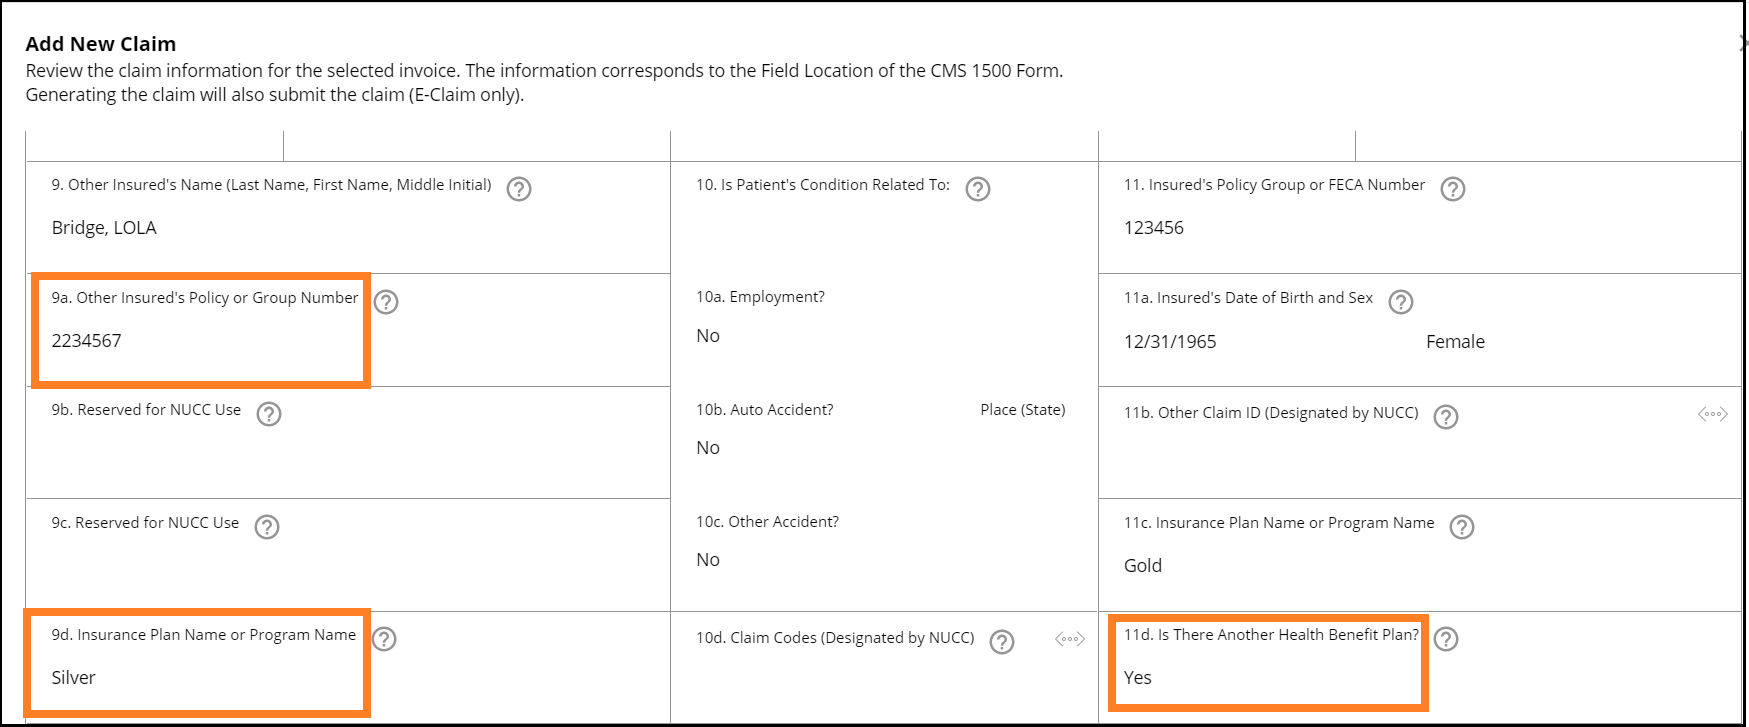 Add New Claim
Review the claim information for the selected invoice. The information corresponds to the Field Location of the CMS 1500 Form.
Generating the claim will also submit the claim (E-Claim only).
9. Other Insured's Name (Last Name, First Name, Middle Initial)
Bridge, LOLA
10. Is Patient's Condition Related To:
11. Insured's Policy Group or FECA Number
123456
9a. Other Insured's Policy or Group Number
2234567
10a. Employment?
No
11a. Insured's Date of Birth and Sex
12/31/1965 Female
9b. Reserved for NUCC Use
10b. Auto Accident? Place (State)
No
11b. Other Claim ID (Designated by NUCC)
9c. Reserved for NUCC Use
10c. Other Accident?
No
11c. Insurance Plan Name or Program Name
Gold
9d. Insurance Plan Name or Program Name
Silver
10d. Claim Codes (Designated by NUCC)
11d. Is There Another Health Benefit Plan?
Yes